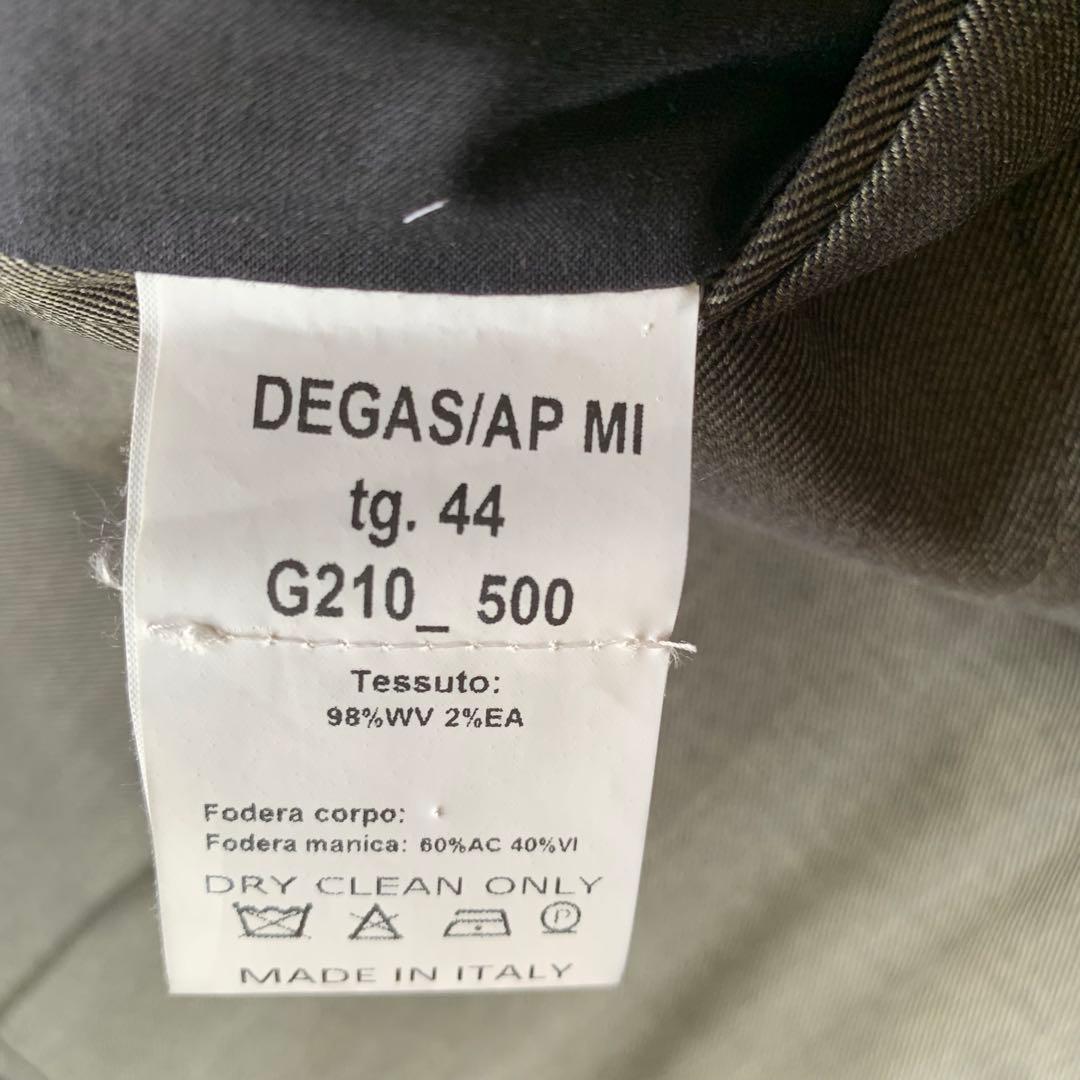 DEGAS/AP MI
tg. 44
G210_ 500
Tessuto:
98%WV 2%EA
Fodera corpo:
Fodera manica: 60%AC 40%VI
DRY CLEAN ONLY
P
MADE IN ITALY